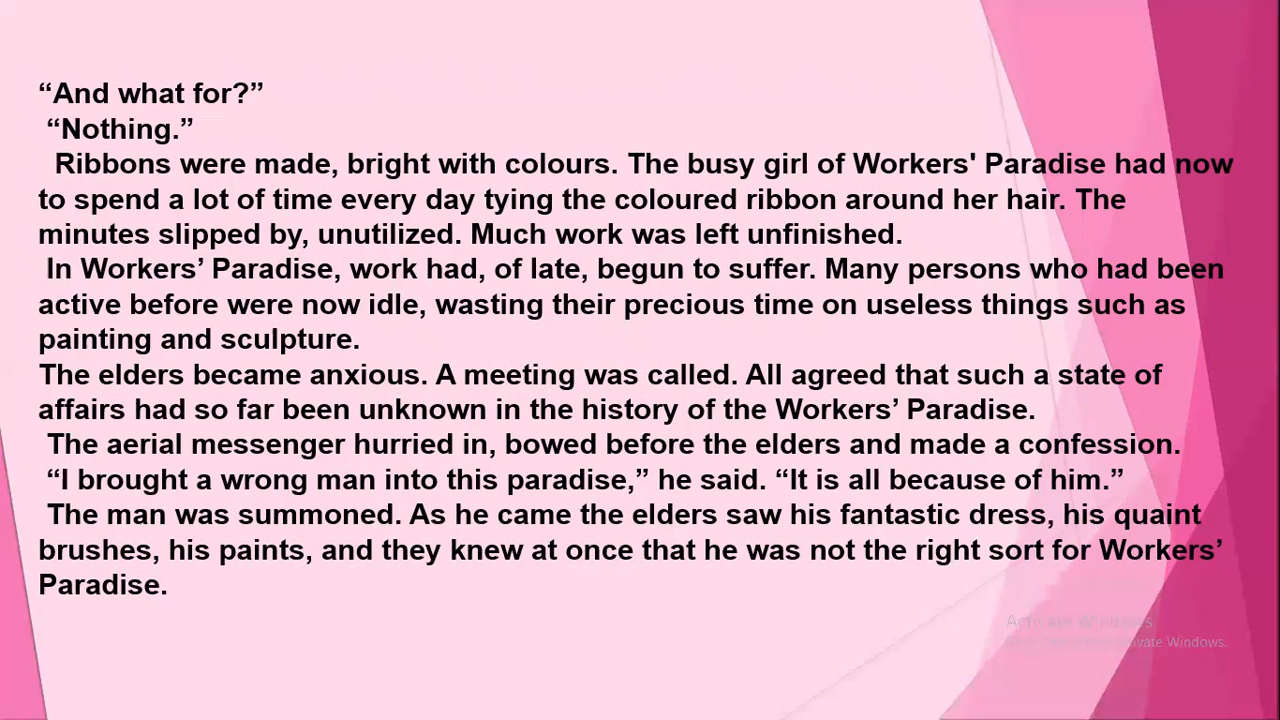 “And what for?”
“Nothing.”
Ribbons were made, bright with colours. The busy girl of Workers' Paradise had now
to spend a lot of time every day tying the coloured ribbon around her hair. The
minutes slipped by, unutilized. Much work was left unfinished.
In Workers’ Paradise, work had, of late, begun to suffer. Many persons who had been
active before were now idle, wasting their precious time on useless things such as
painting and sculpture.
The elders became anxious. A meeting was called. All agreed that such a state of
affairs had so far been unknown in the history of the Workers’ Paradise.
The aerial messenger hurried in, bowed before the elders and made a confession.
“I brought a wrong man into this paradise,” he said. “It is all because of him.”
The man was summoned. As he came the elders saw his fantastic dress, his quaint
brushes, his paints, and they knew at once that he was not the right sort for Workers’
Paradise.
Activate Windows
Windows.